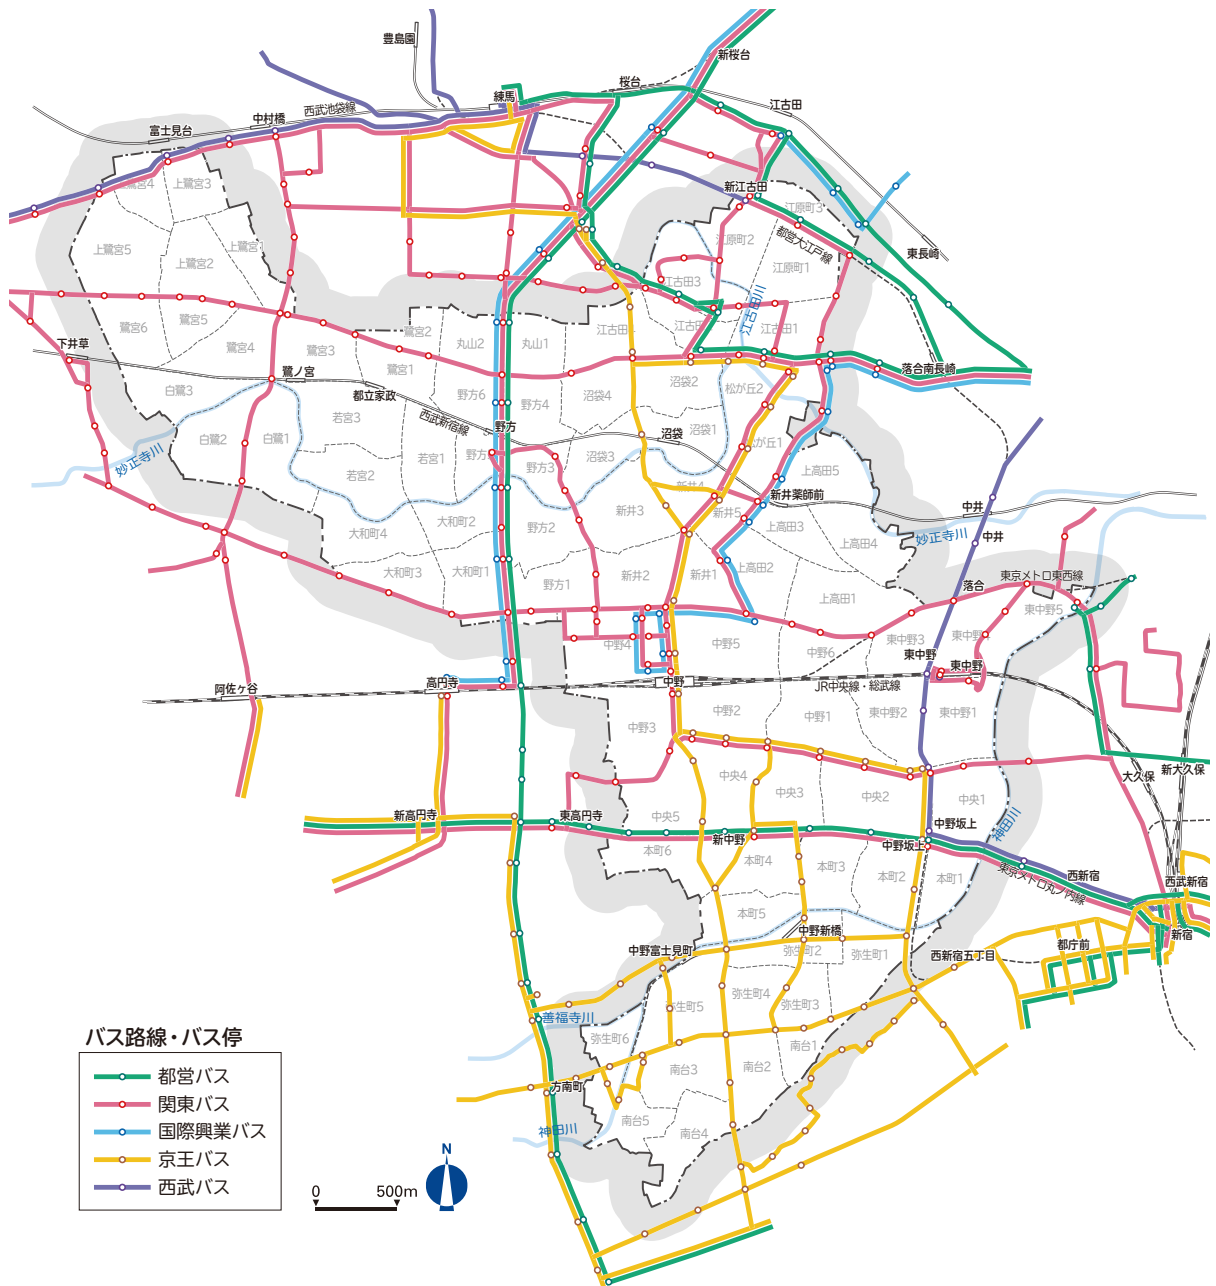 豊島園
新桜台
桜台
練馬
江古田
西武池袋線
中村橋
富士見台
鷺宮4
上鷺宮3
新江古田
江原町3
上鷺宮5
上鷺宮2
上鷺宮1
江原町2
都営大江戸線
東長崎
江原町1
江古田3
江古田川
鷺宮6
鷺宮5
江古田
江古田
江古田1
鷺宮2
丸山2
丸山1
下井草
鷺宮4
鷺宮3
鷺宮1
落合南長崎
鷺ノ宮
都立家政
沼袋2
松が丘2
白鷺3
野方6
野方4
沼袋4
若宮3
西武新宿線
野方
沼袋1
沼袋
松が丘1
白鷺2
白鷺1
妙正寺川
若宮2
若宮1
野方
野方3
沼袋3
上高田5
新井4
新井薬師前
新井3
新井5
中井
大和町4
大和町2
野方2
上高田3
上高田4
妙正寺川
中井
大和町3
大和町1
野方1
新井2
新井1
上高田2
上高田1
落合
東京メトロ東西線
東中野5
中野4
中野5
中野6
東中野3
東中野4
東中野
東中野
阿佐ケ谷
高円寺
中野
JR中央線・総武線
中野3
中野2
中野1
東中野2
東中野1
中央4
中央3
中央2
中央1
大久保
新大久保
新高円寺
東高円寺
中央5
新中野
中野坂上
中野坂上
神田川
本町6
本町4
本町3
本町2
本町1
東京メトロ丸ノ内線
西新宿
西武新宿
本町5
中野新橋
新宿
中野富士見町
弥生町2
弥生町1
西新宿五丁目
都庁前
弥生町5
弥生町4
弥生町3
善福寺川
弥生町6
南台1
南台3
南台2
方南町
南台5
南台4
神田川
バス路線・バス停
都営バス
関東バス
国際興業バス
京王バス
西武バス
N
0 500m